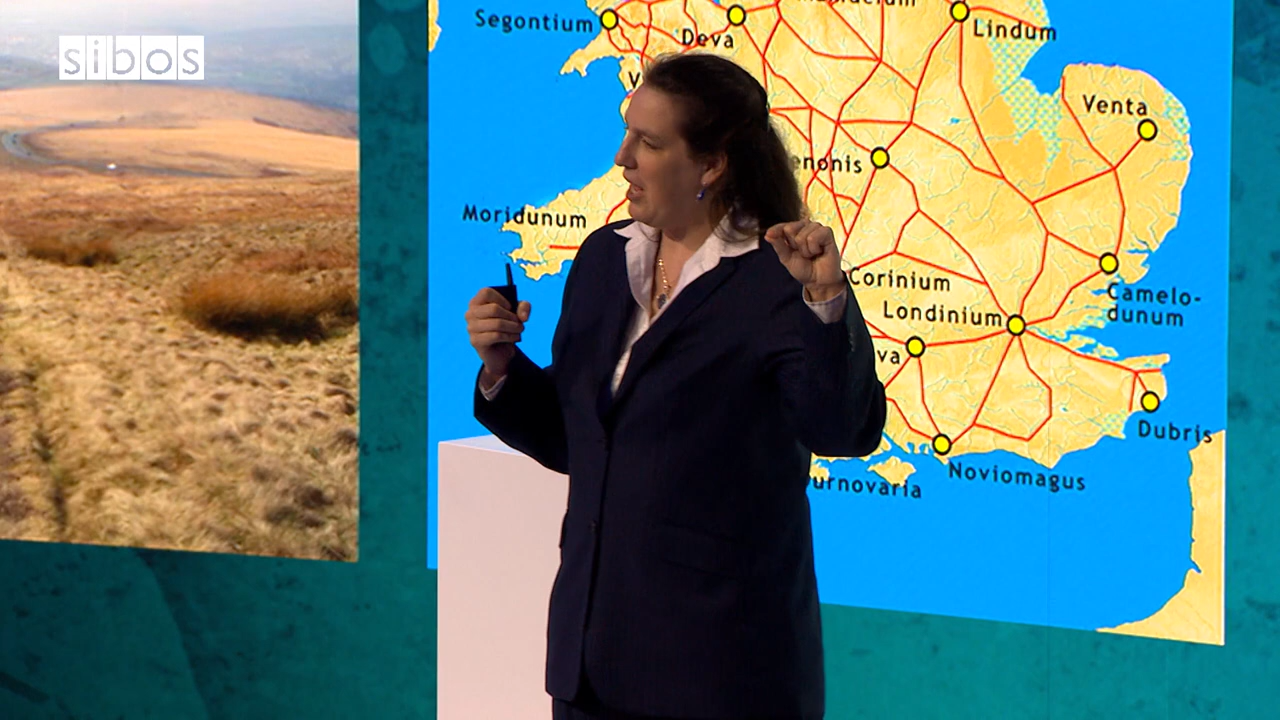 sibos
Segontium
Deva
Lindum
Venta
Moridunum
Corinium
Londinium
Camelo-
dunum
Dubris
Noviomagus